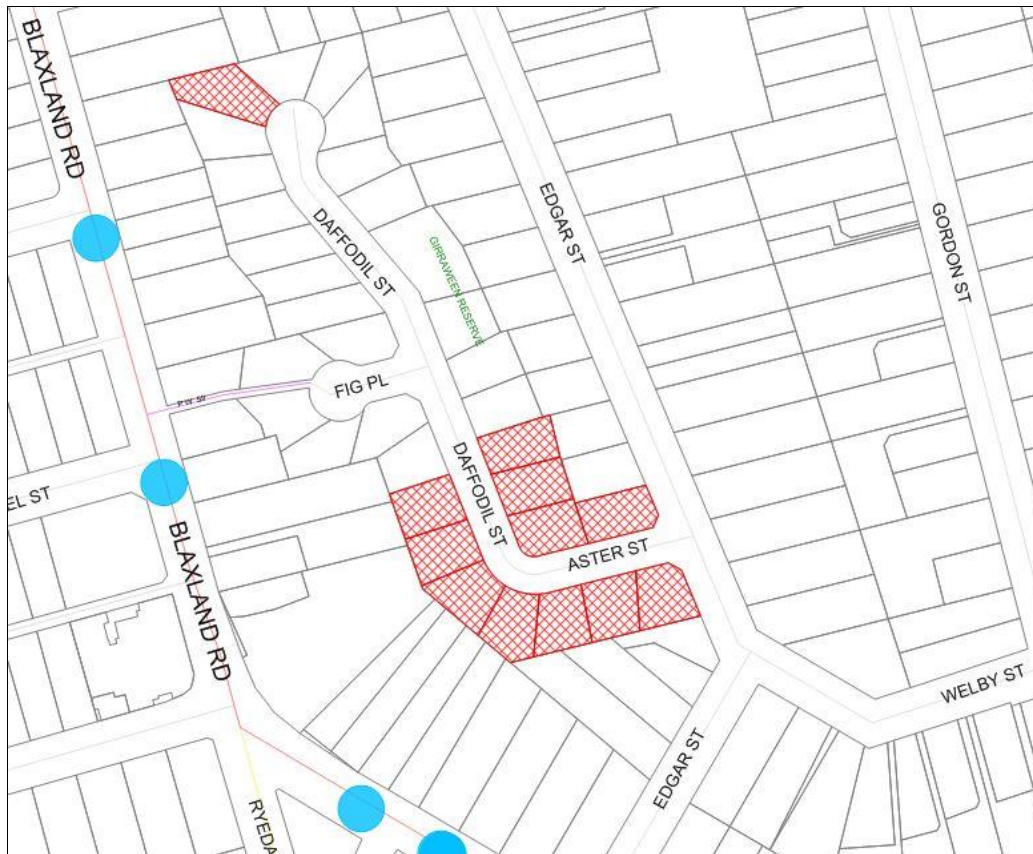 BLAXLAND RD
DAFFODIL ST
EDGAR ST
GORDON ST
GIRRAWEEN RESERVE
FIG PL
DAFFODIL ST
EL ST
BLAXLAND RD
ASTER ST
WELBY ST
EDGAR ST
RYEDA